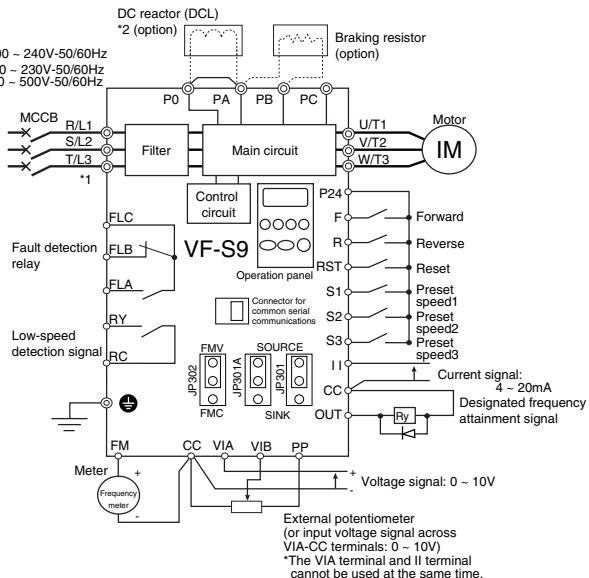 DC reactor (DCL)
*2 (option)
Braking resistor
(option)
00 ~ 240V-50/60Hz
0 ~ 230V-50/60Hz
0 ~ 500V-50/60Hz
P0 PA PB PC
MCCB
R/L1
S/L2
T/L3
*1
Filter
Main circuit
U/T1
V/T2
W/T3
Motor
IM
Control
circuit
VF-S9
Operation panel
P24
F
Forward
R
Reverse
RST
Reset
S1
Preset
speed1
S2
Preset
speed2
S3
Preset
speed3
FLC
Fault detection
relay
FLB
FLA
RY
Low-speed
detection signal
RC
Connector for
common serial
communications
FMV
SOURCE
JP302
JP301A
JP301
FMC
SINK
II
CC
Current signal:
4 ~ 20mA
Designated frequency
attainment signal
OUT
Ry
FM CC VIA VIB PP
Meter
+
Frequency
meter
-
+
-
Voltage signal: 0 ~ 10V
External potentiometer
(or input voltage signal across
VIA-CC terminals: 0 ~ 10V)
*The VIA terminal and II terminal
cannot be used at the same time.